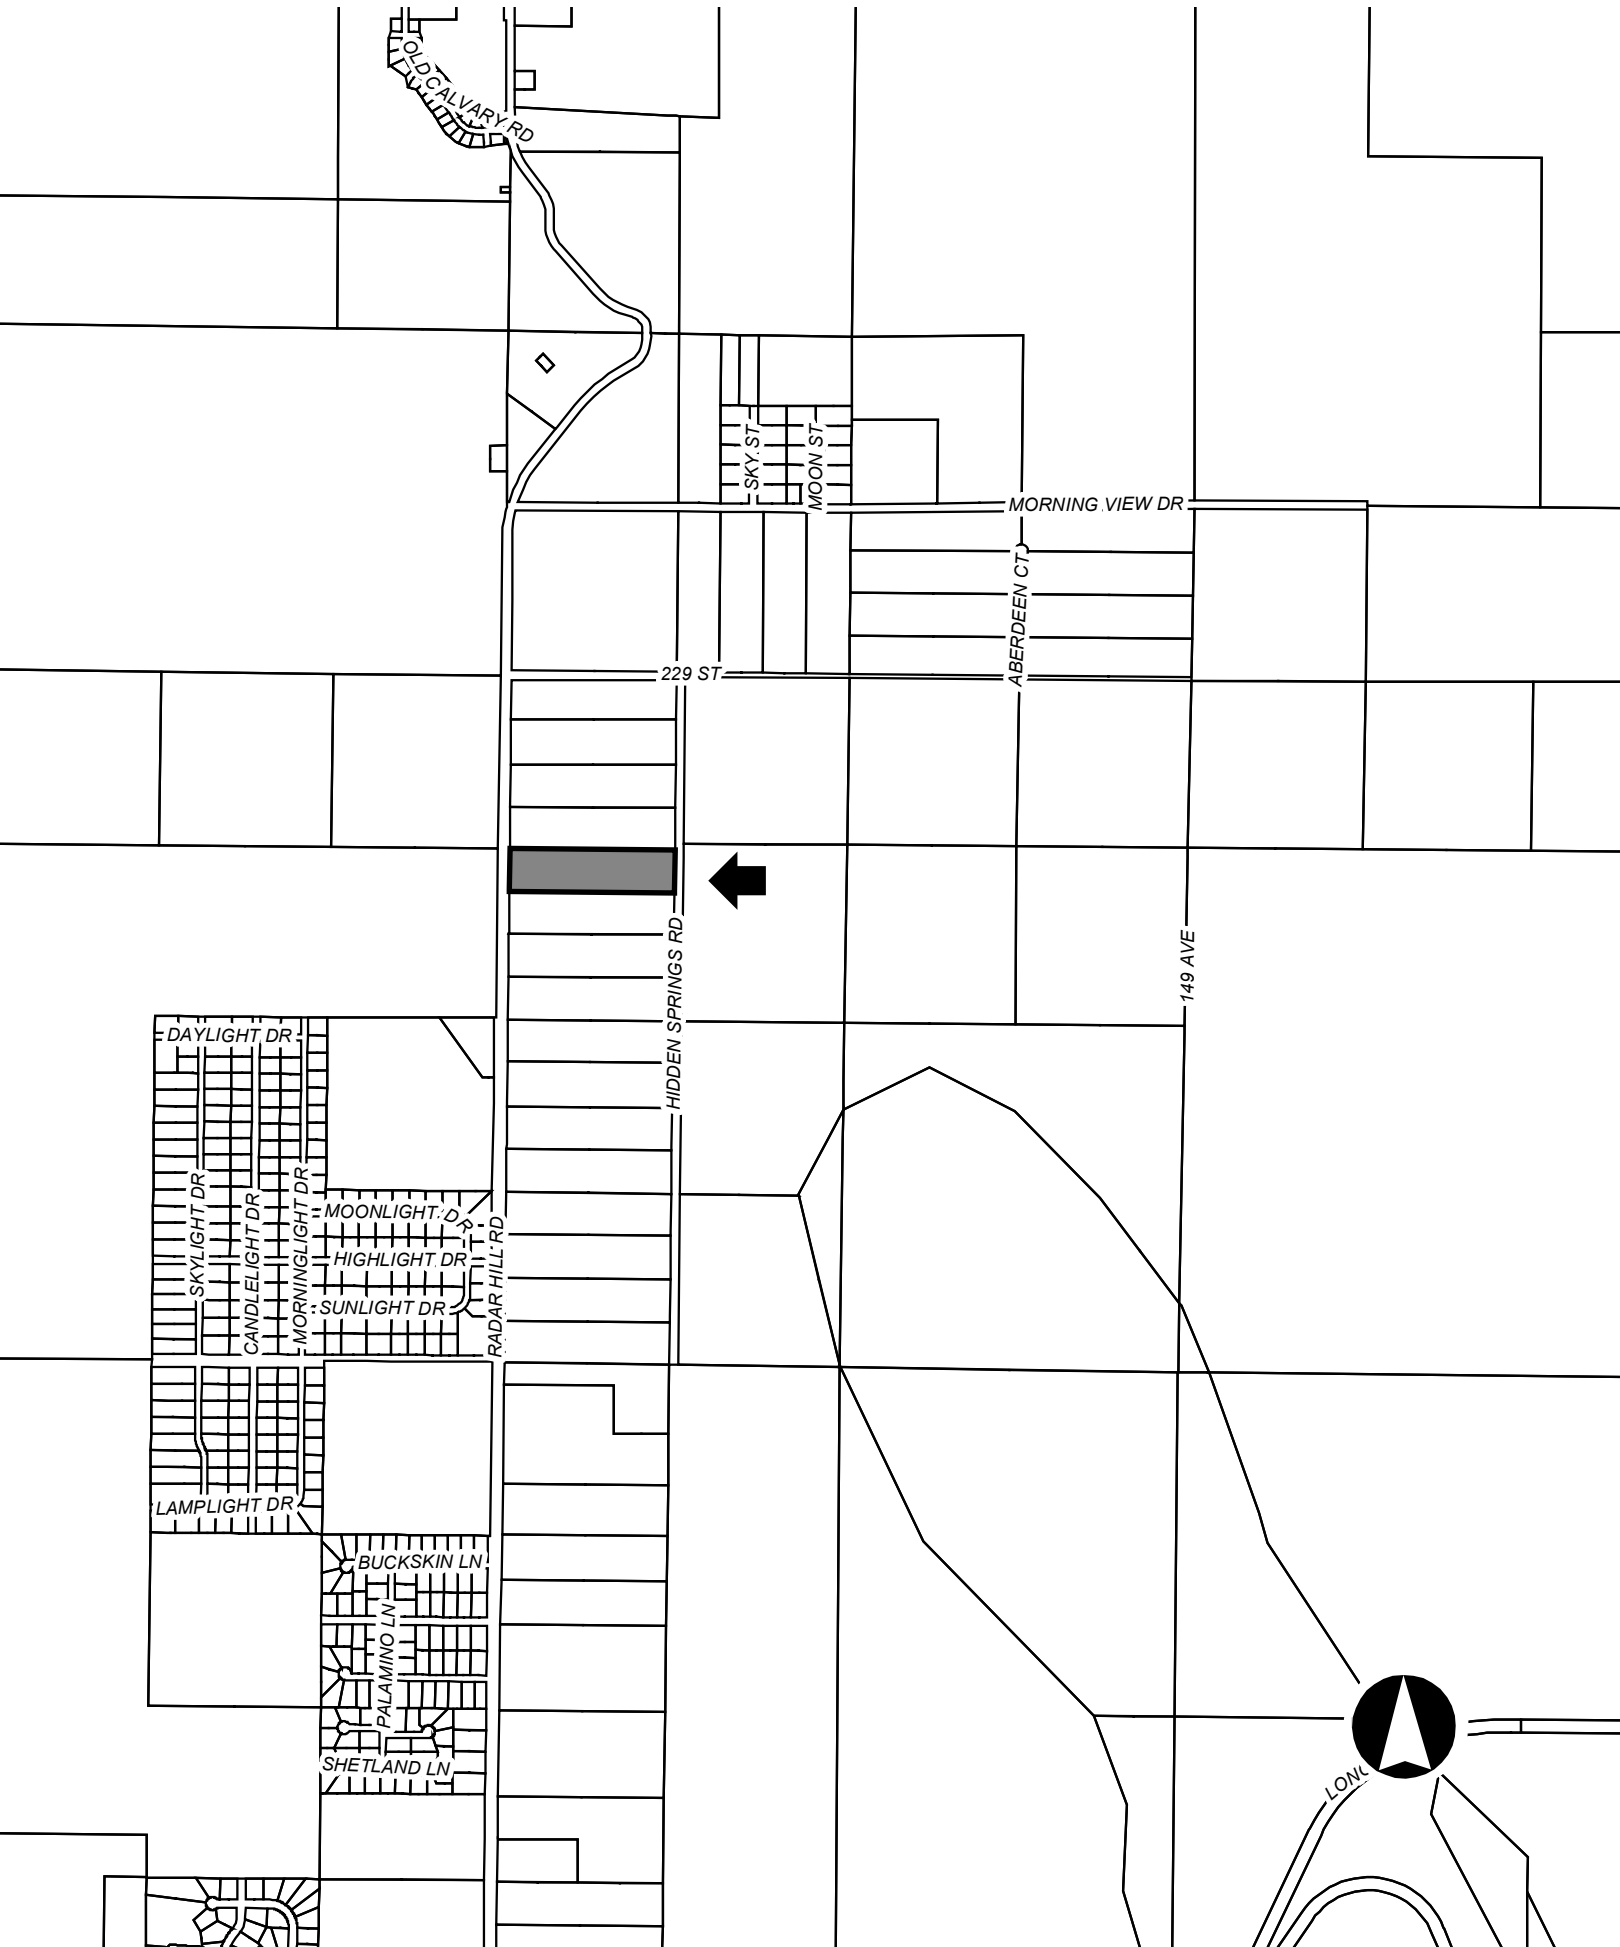 OLD CALVARY RD
SKY ST
MOON ST
MORNING VIEW DR
ABERDEEN CT
229 ST
HIDDEN SPRINGS RD
149 AVE
DAYLIGHT DR
SKYLIGHT DR
CANDLELIGHT DR
MORNINGLIGHT DR
MOONLIGHT DR
HIGHLIGHT DR
SUNLIGHT DR
RADAR HILL RD
LAMPLIGHT DR
BUCKSKIN LN
PALAMINO LN
SHETLAND LN